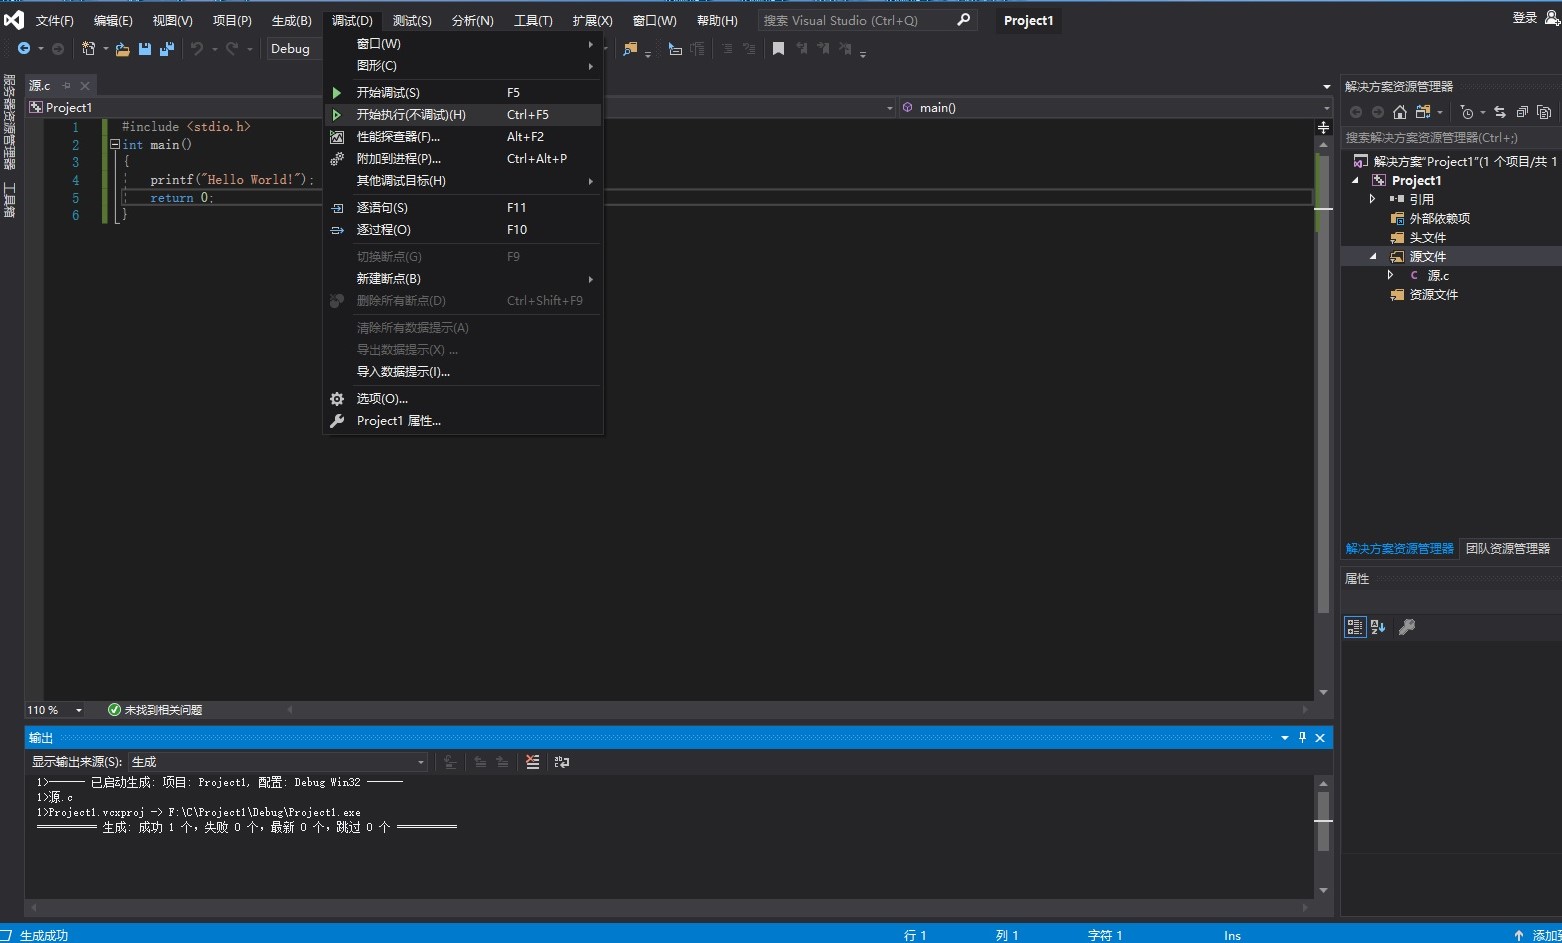 文件(F) 编辑(E) 视图(V) 项目(P) 生成(B) 调试(D) 测试(S) 分析(N) 工具(T) 扩展(X) 窗口(W) 帮助(H) 搜索 Visual Studio (Ctrl+Q) Project1 登录
Debug
窗口(W)
图形(C)
开始调试(S) F5
开始执行(不调试)(H) Ctrl+F5
性能探查器(F)... Alt+F2
附加到进程(P)... Ctrl+Alt+P
其他调试目标(H)
逐语句(S) F11
逐过程(O) F10
切换断点(G) F9
新建断点(B)
删除所有断点(D) Ctrl+Shift+F9
清除所有数据提示(A)
导出数据提示(X) ...
导入数据提示(I)...
选项(O)...
Project1 属性...
服务器资源管理器
工具箱
源.c
Project1 main()
1 #include <stdio.h>
2 int main()
3 {
4 printf("Hello World!");
5 return 0;
6 }
110 % 未找到相关问题
解决方案资源管理器
搜索解决方案资源管理器(Ctrl+;)
解决方案"Project1"(1 个项目/共 1
Project1
引用
外部依赖项
头文件
源文件
源.c
资源文件
解决方案资源管理器 团队资源管理器
属性
输出
显示输出来源(S): 生成
1>------ 已启动生成: 项目: Project1, 配置: Debug Win32 ------
1>源.c
1>Project1.vcxproj -> F:\C\Project1\Debug\Project1.exe
========== 生成: 成功 1 个，失败 0 个，最新 0 个，跳过 0 个 ==========
生成成功 行 1 列 1 字符 1 Ins 添加到